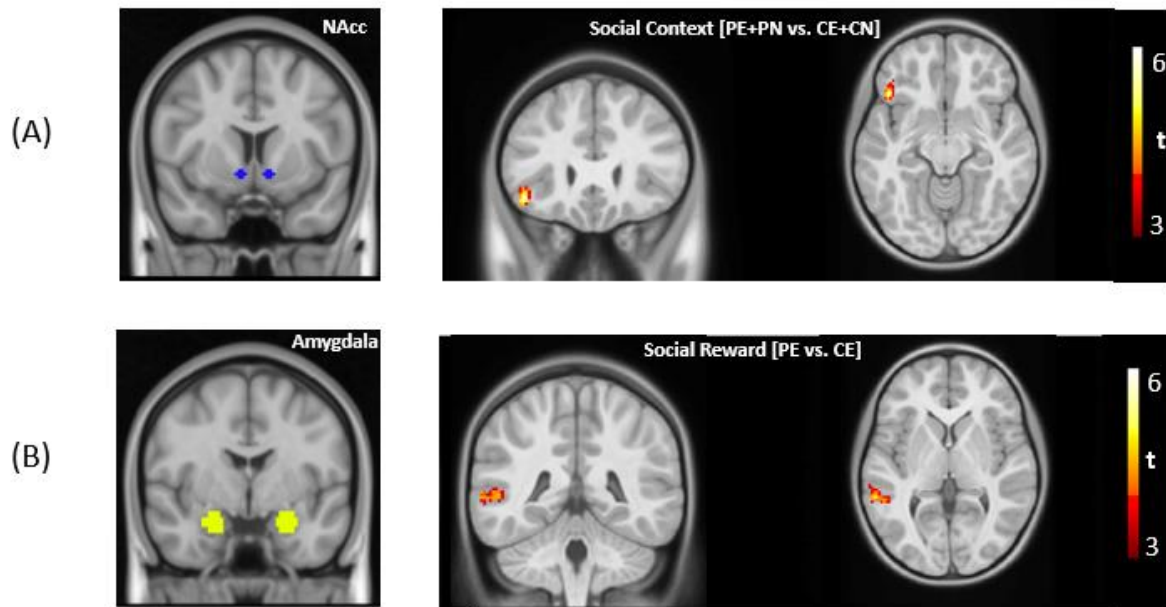 (A)
NAcc
Social Context [PE+PN vs. CE+CN]
6
t
3
(B)
Amygdala
Social Reward [PE vs. CE]
6
t
3